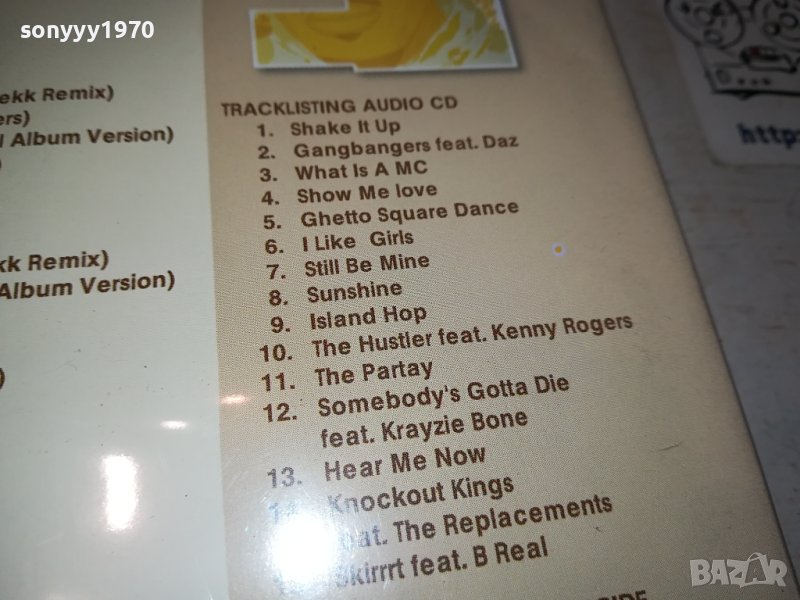 sonyyy1970
ekk Remix)
ers)
l Album Version)
)
kk Remix)
Album Version)
)
TRACKLISTING AUDIO CD
1. Shake It Up
2. Gangbangers feat. Daz
3. What Is A MC
4. Show Me love
5. Ghetto Square Dance
6. I Like Girls
7. Still Be Mine
8. Sunshine
9. Island Hop
10. The Hustler feat. Kenny Rogers
11. The Partay
12. Somebody's Gotta Die
feat. Krayzie Bone
13. Hear Me Now
Knockout Kings
feat. The Replacements
Skirrrt feat. B Real
http:
BAZAR